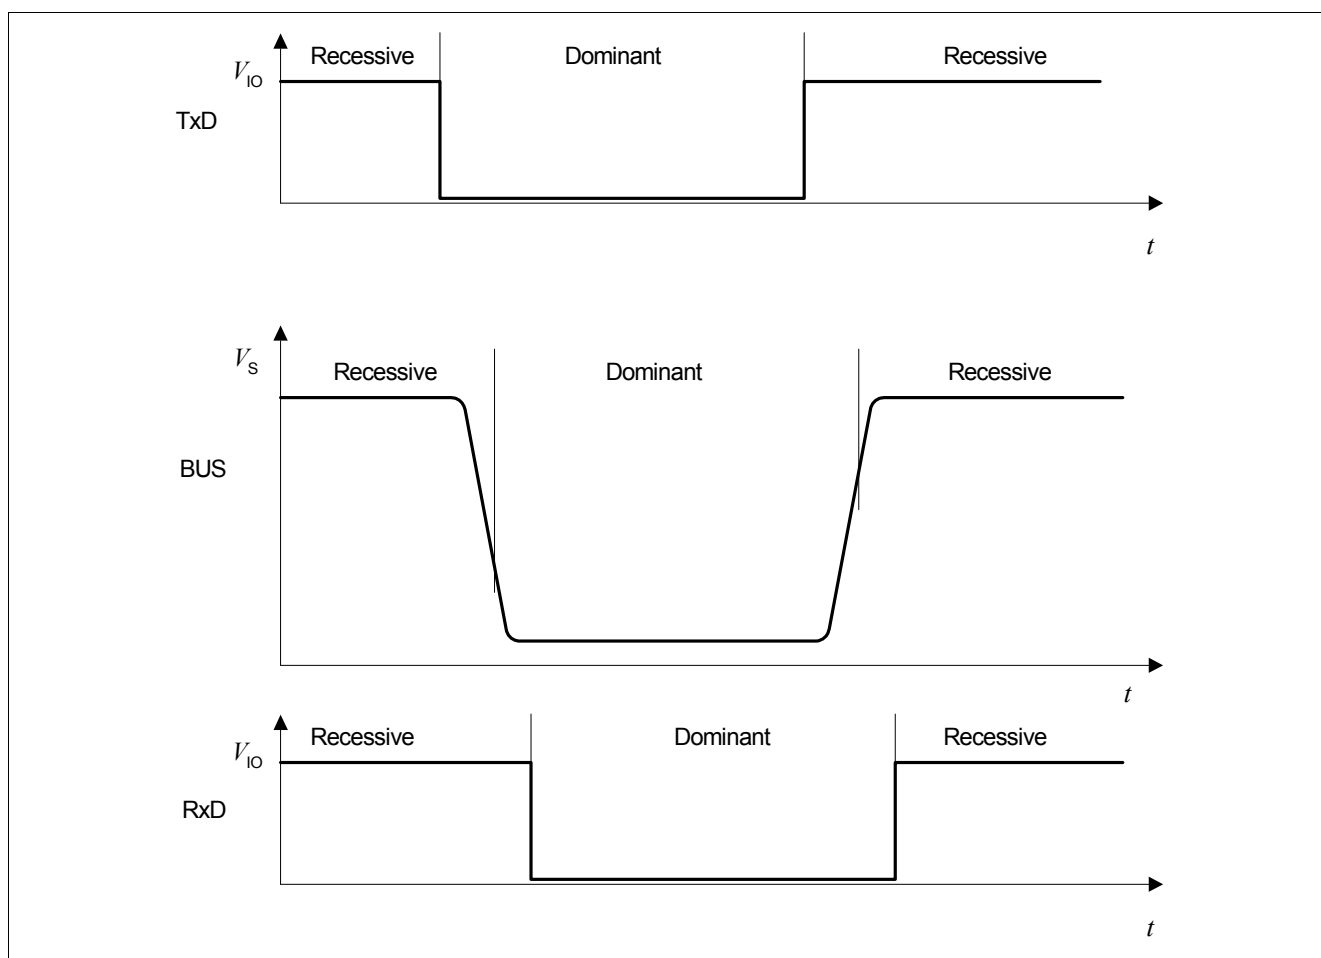 Recessive Dominant Recessive
V_IO
TxD
t
V_S
Recessive Dominant Recessive
BUS
t
Recessive Dominant Recessive
V_IO
RxD
t